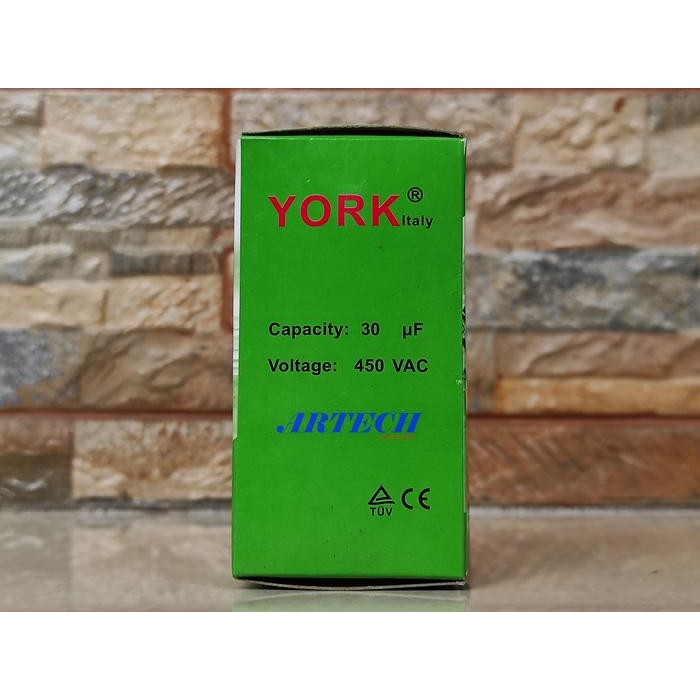 YORK®
Italy
Capacity: 30 µF
Voltage: 450 VAC
ARTECH
TÜV CE